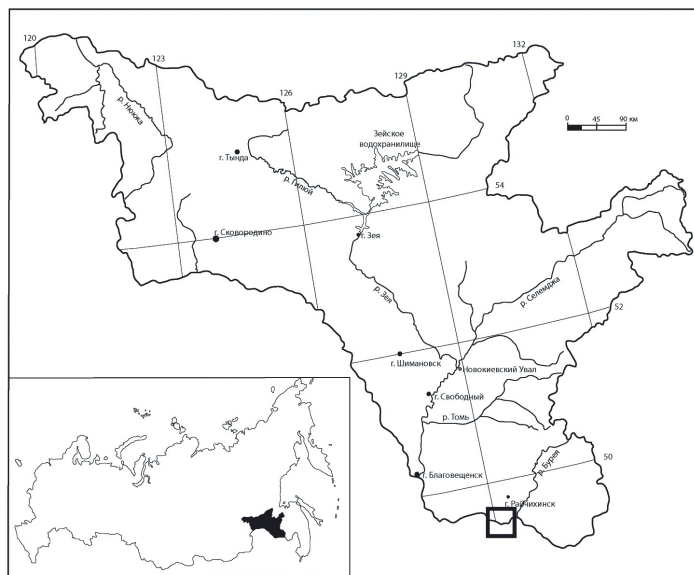 120
123
126
129
132
0 45 90 км
р. Нюкжа
Зейское
водохранилище
г. Тында
р. Гилюй
54
г. Сковородино
г. Зея
р. Зея
р. Селемджа
52
г. Шимановск
Новокиевский Увал
г. Свободный
р. Томь
50
р. Бурея
г. Благовещенск
г. Райчихинск